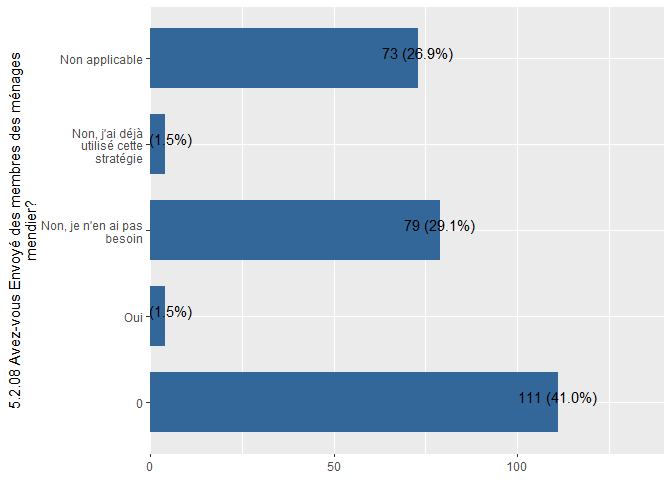 5.2.08 Avez-vous Envoyé des membres des ménages
mendier?
Non applicable
73 (26.9%)
Non, j'ai déjà
utilisé cette
stratégie
(1.5%)
Non, je n'en ai pas
besoin
79 (29.1%)
Oui
(1.5%)
0
111 (41.0%)
0
50
100